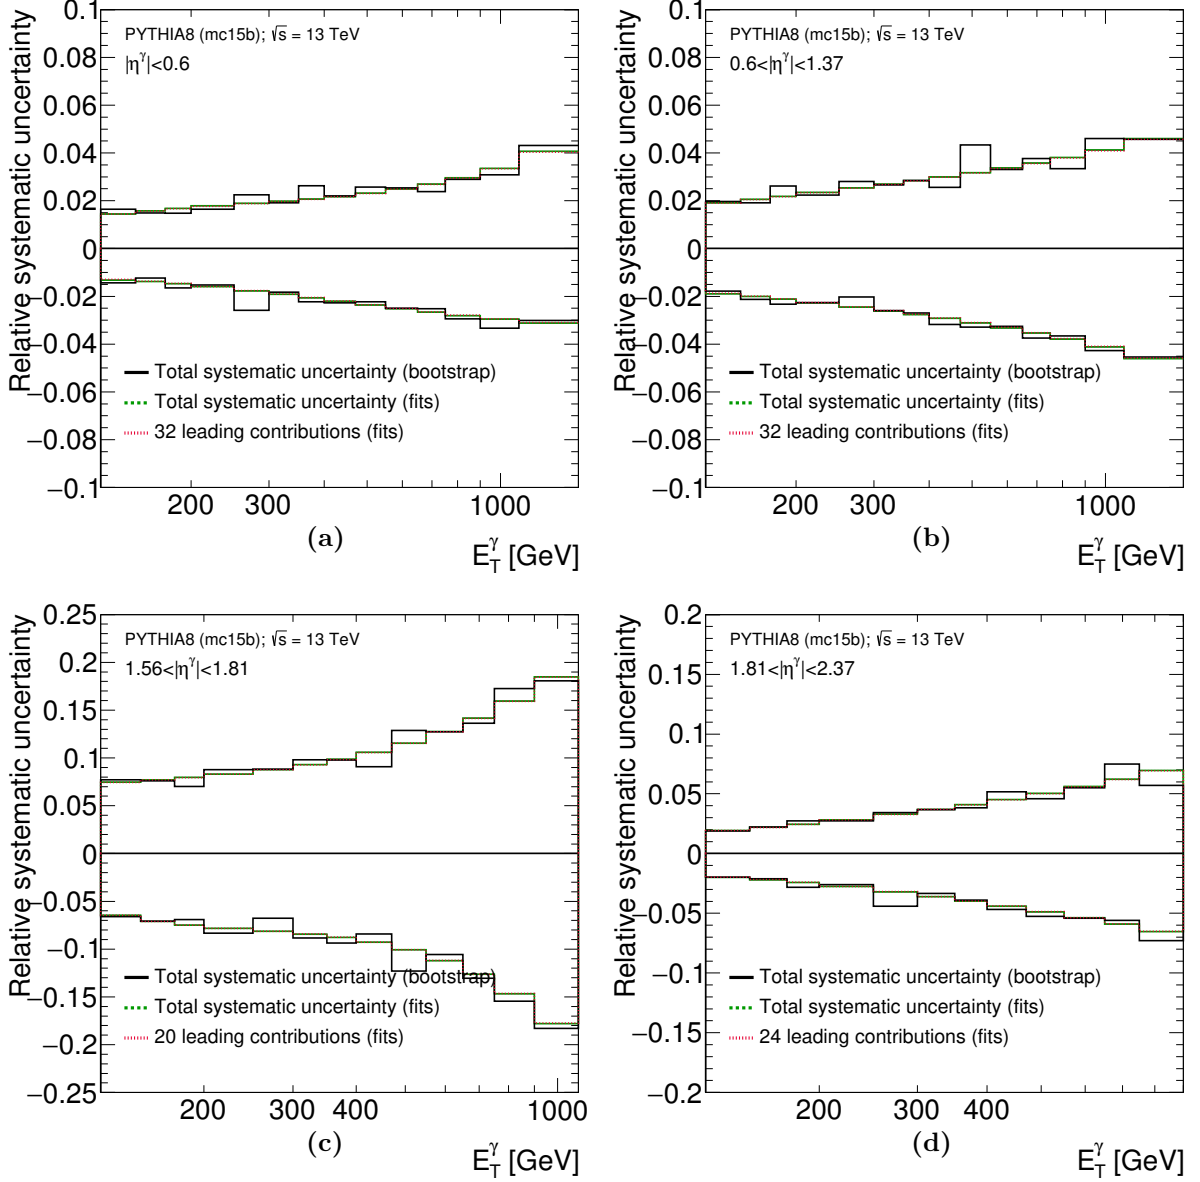 Relative systematic uncertainty
0.1
0.08
0.06
0.04
0.02
0
−0.02
−0.04
−0.06
−0.08
−0.1
PYTHIA8 (mc15b); √s = 13 TeV
|η^γ|<0.6
Total systematic uncertainty (bootstrap)
Total systematic uncertainty (fits)
32 leading contributions (fits)
200 300 1000
(a)
E_T^γ [GeV]
Relative systematic uncertainty
0.1
0.08
0.06
0.04
0.02
0
−0.02
−0.04
−0.06
−0.08
−0.1
PYTHIA8 (mc15b); √s = 13 TeV
0.6<|η^γ|<1.37
Total systematic uncertainty (bootstrap)
Total systematic uncertainty (fits)
32 leading contributions (fits)
200 300 1000
(b)
E_T^γ [GeV]
Relative systematic uncertainty
0.25
0.2
0.15
0.1
0.05
0
−0.05
−0.1
−0.15
−0.2
−0.25
PYTHIA8 (mc15b); √s = 13 TeV
1.56<|η^γ|<1.81
Total systematic uncertainty (bootstrap)
Total systematic uncertainty (fits)
20 leading contributions (fits)
200 300 400 1000
(c)
E_T^γ [GeV]
Relative systematic uncertainty
0.2
0.15
0.1
0.05
0
−0.05
−0.1
−0.15
−0.2
PYTHIA8 (mc15b); √s = 13 TeV
1.81<|η^γ|<2.37
Total systematic uncertainty (bootstrap)
Total systematic uncertainty (fits)
24 leading contributions (fits)
200 300 400
(d)
E_T^γ [GeV]